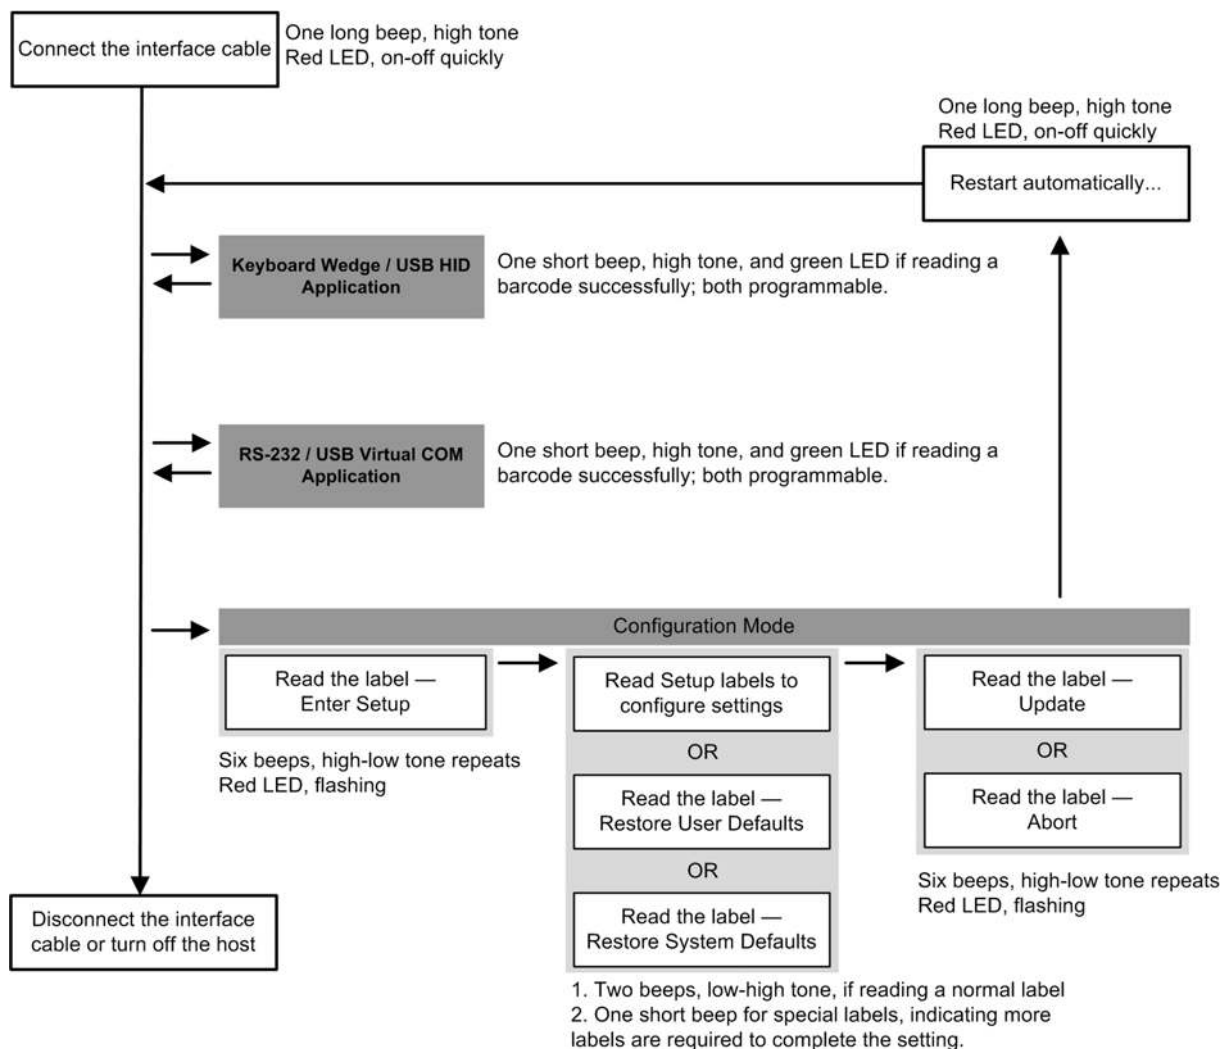 Connect the interface cable
One long beep, high tone
Red LED, on-off quickly
One long beep, high tone
Red LED, on-off quickly
Restart automatically...
Keyboard Wedge / USB HID
Application
One short beep, high tone, and green LED if reading a
barcode successfully; both programmable.
RS-232 / USB Virtual COM
Application
One short beep, high tone, and green LED if reading a
barcode successfully; both programmable.
Configuration Mode
Read the label —
Enter Setup
Six beeps, high-low tone repeats
Red LED, flashing
Read Setup labels to
configure settings
OR
Read the label —
Restore User Defaults
OR
Read the label —
Restore System Defaults
1. Two beeps, low-high tone, if reading a normal label
2. One short beep for special labels, indicating more
labels are required to complete the setting.
Read the label —
Update
OR
Read the label —
Abort
Six beeps, high-low tone repeats
Red LED, flashing
Disconnect the interface
cable or turn off the host